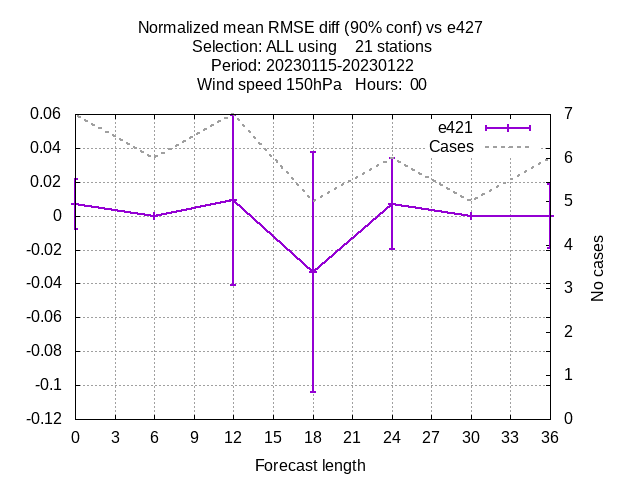 Normalized mean RMSE diff (90% conf) vs e427
Selection: ALL using    21 stations
Period: 20230115-20230122
Wind speed 150hPa   Hours:  00
0.06
0.04
0.02
0
-0.02
-0.04
-0.06
-0.08
-0.1
-0.12
e421
Cases
7
6
5
4
3
2
1
0
No cases
0 3 6 9 12 15 18 21 24 27 30 33 36
Forecast length